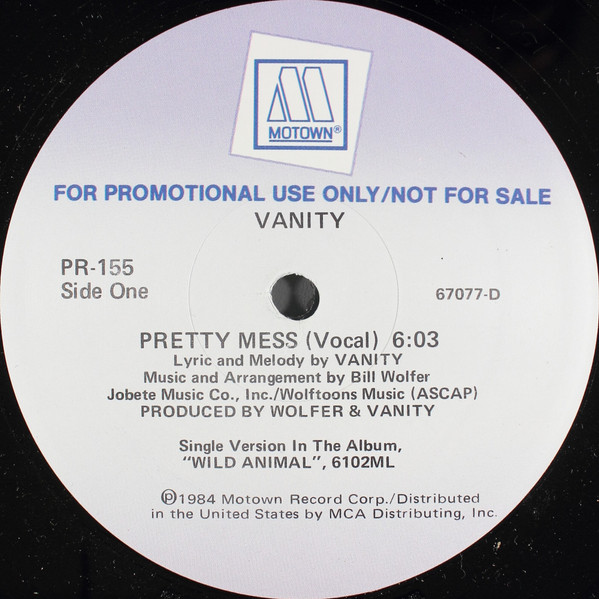 MOTOWN®
FOR PROMOTIONAL USE ONLY/NOT FOR SALE
VANITY
PR-155
Side One
67077-D
PRETTY MESS (Vocal) 6:03
Lyric and Melody by VANITY
Music and Arrangement by Bill Wolfer
Jobete Music Co., Inc./Wolftoons Music (ASCAP)
PRODUCED BY WOLFER & VANITY
Single Version In The Album,
“WILD ANIMAL”, 6102ML
℗1984 Motown Record Corp./Distributed
in the United States by MCA Distributing, Inc.